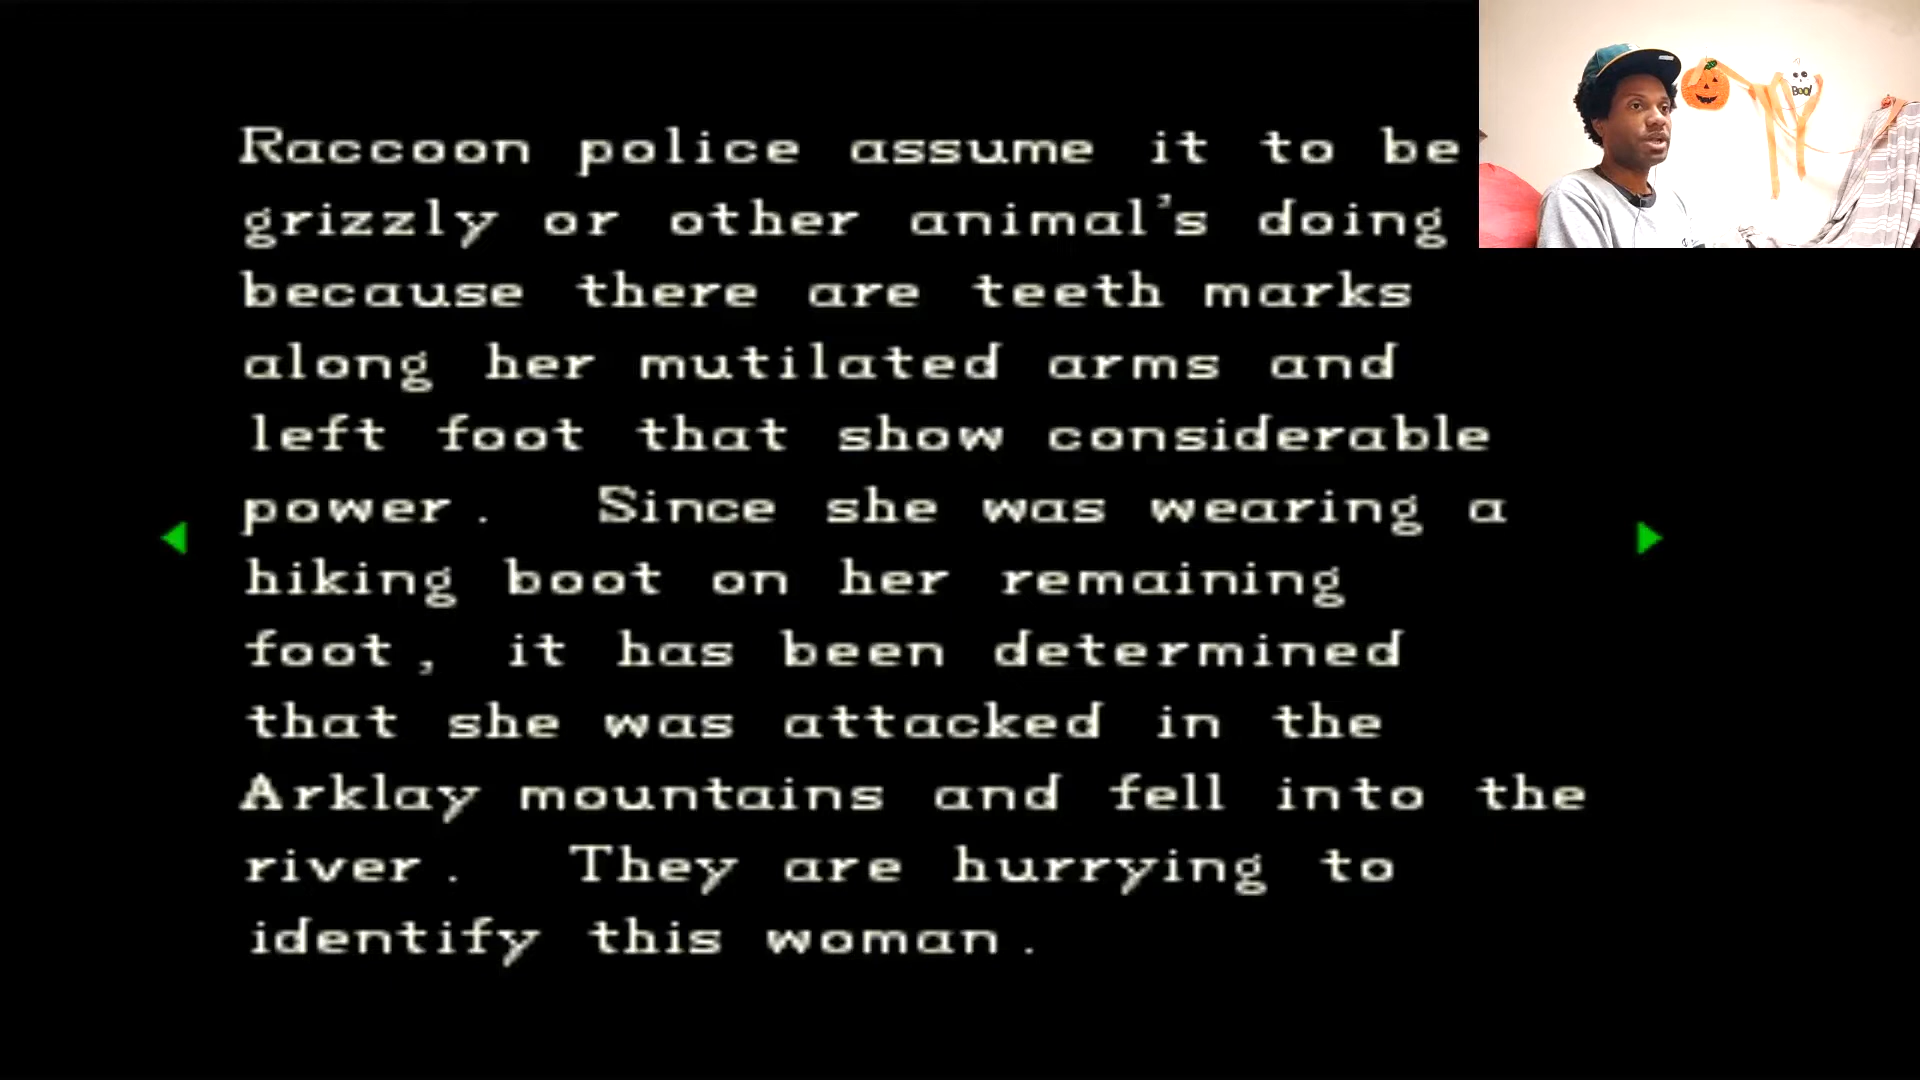 Raccoon police assume it to be
grizzly or other animal's doing
because there are teeth marks
along her mutilated arms and
left foot that show considerable
power. Since she was wearing a
hiking boot on her remaining
foot, it has been determined
that she was attacked in the
Arklay mountains and fell into the
river. They are hurrying to
identify this woman.
Boo!